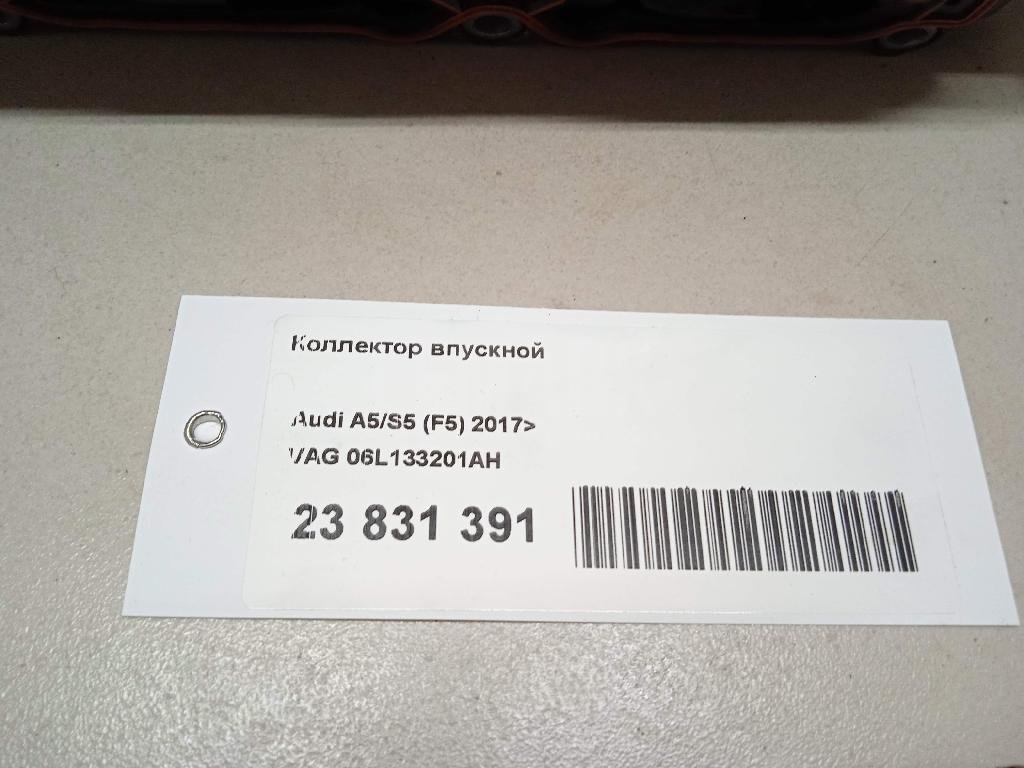 Коллектор впускной
Audi A5/S5 (F5) 2017>
VAG 06L133201AH
23 831 391